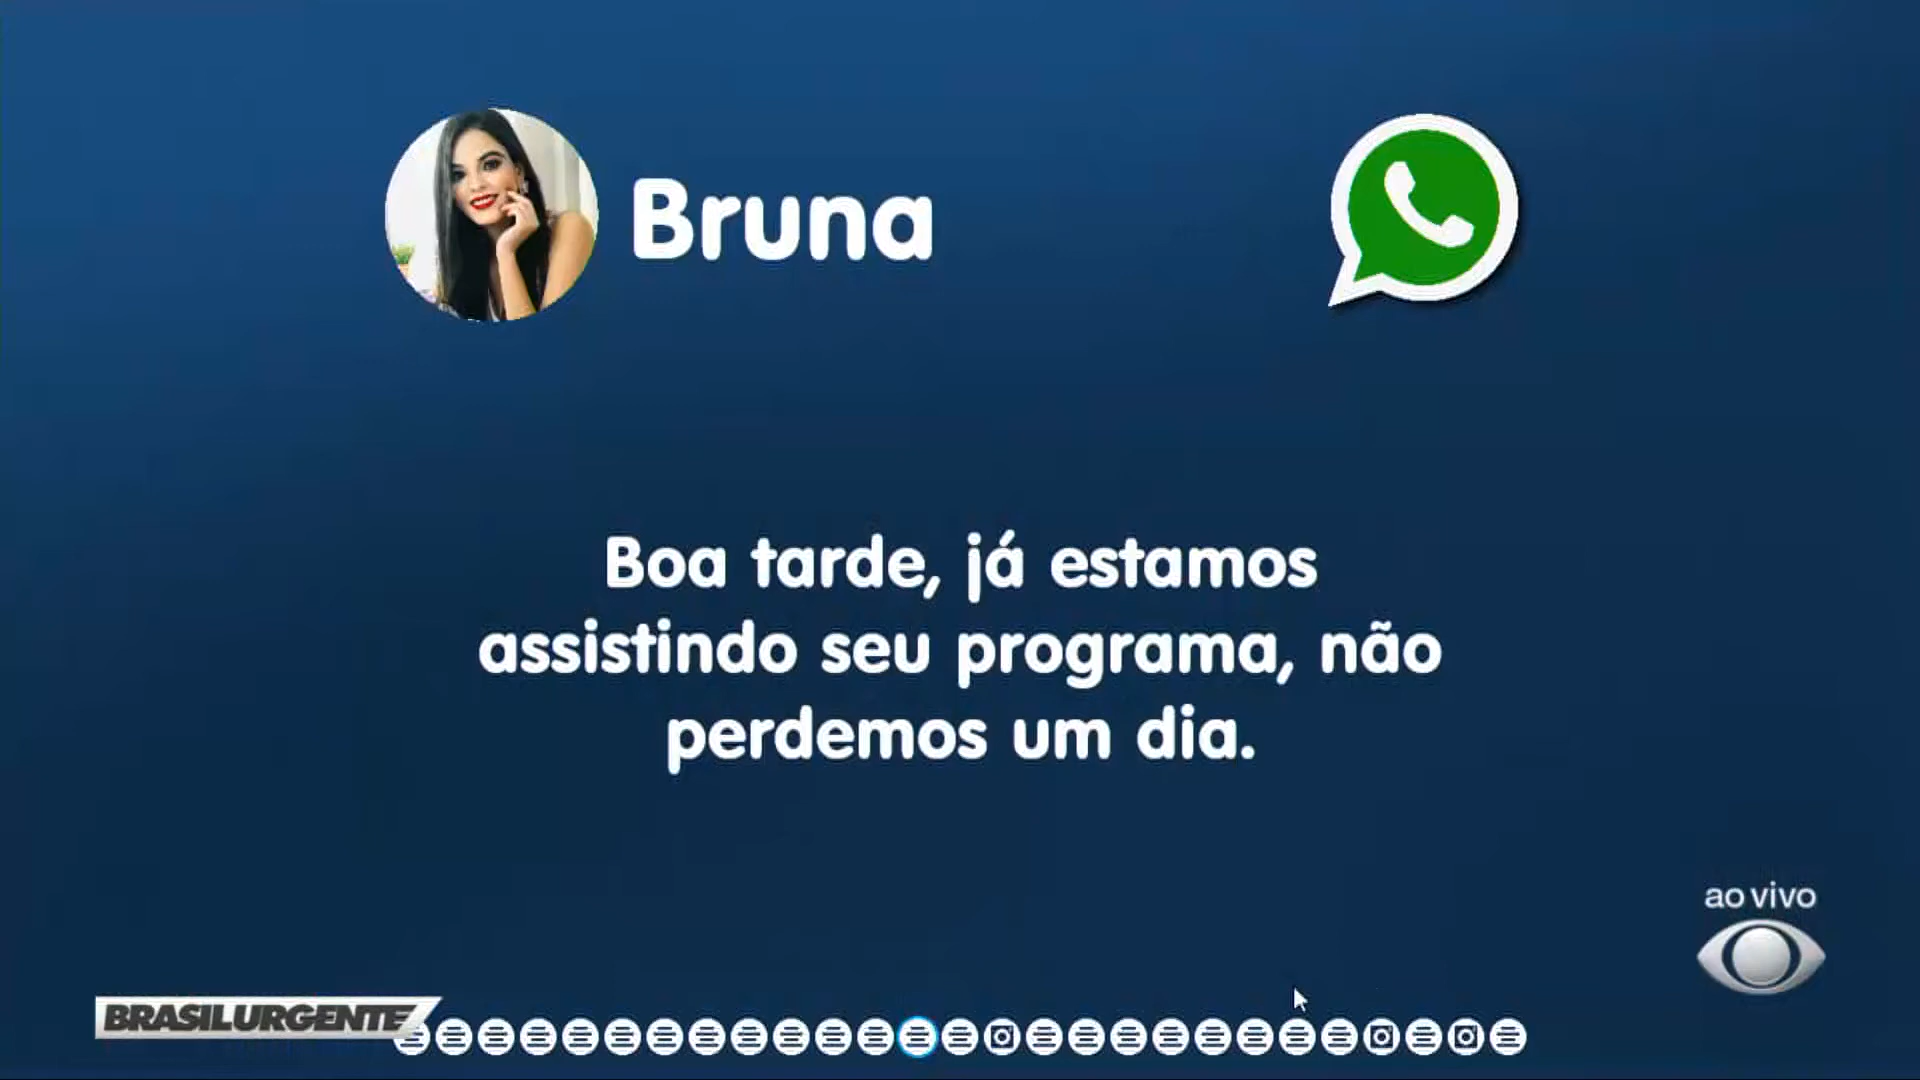 Bruna
Boa tarde, já estamos
assistindo seu programa, não
perdemos um dia.
ao vivo
BRASILURGENTE